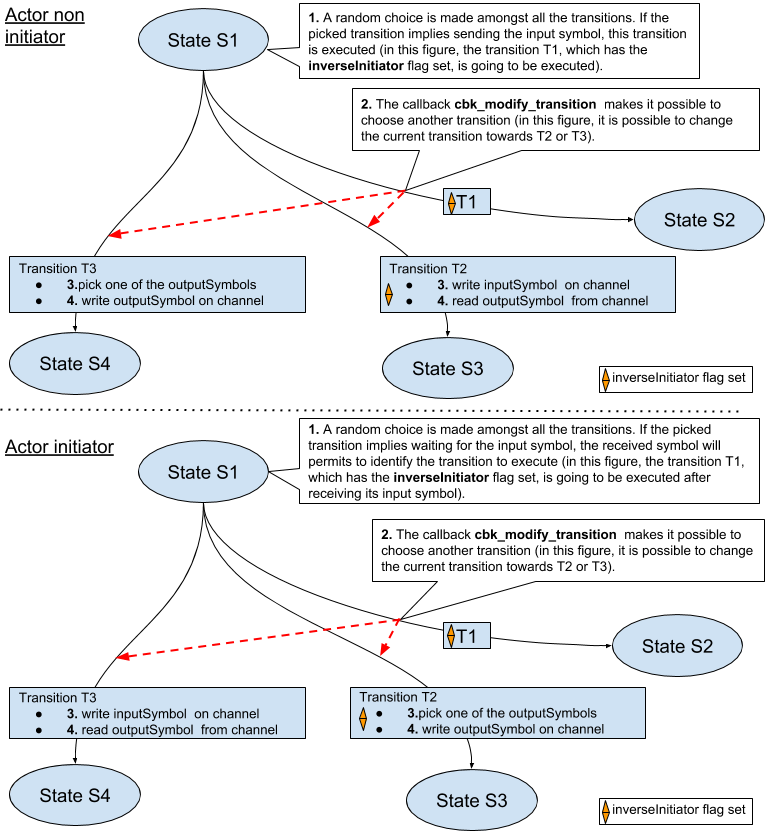 Actor non
initiator
State S1
1. A random choice is made amongst all the transitions. If the
picked transition implies sending the input symbol, this transition
is executed (in this figure, the transition T1, which has the
inverseInitiator flag set, is going to be executed).
2. The callback cbk_modify_transition makes it possible to
choose another transition (in this figure, it is possible to change
the current transition towards T2 or T3).
T1
State S2
Transition T3
● 3.pick one of the outputSymbols
● 4. write outputSymbol on channel
Transition T2
● 3. write inputSymbol on channel
● 4. read outputSymbol from channel
State S4
State S3
inverseInitiator flag set
Actor initiator
State S1
1. A random choice is made amongst all the transitions. If the picked
transition implies waiting for the input symbol, the received symbol will
permits to identify the transition to execute (in this figure, the transition T1,
which has the inverseInitiator flag set, is going to be executed after
receiving its input symbol).
2. The callback cbk_modify_transition makes it possible to
choose another transition (in this figure, it is possible to change
the current transition towards T2 or T3).
T1
State S2
Transition T3
● 3. write inputSymbol on channel
● 4. read outputSymbol from channel
Transition T2
● 3.pick one of the outputSymbols
● 4. write outputSymbol on channel
State S4
State S3
inverseInitiator flag set